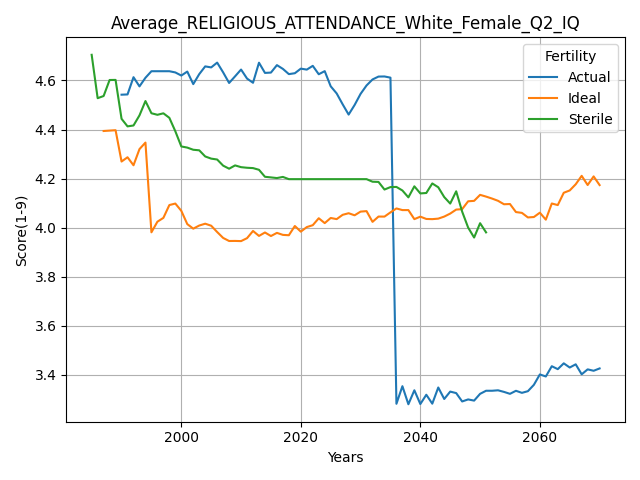 Average_RELIGIOUS_ATTENDANCE_White_Female_Q2_IQ
Fertility
Actual
Ideal
Sterile
Score(1-9)
4.6
4.4
4.2
4.0
3.8
3.6
3.4
2000
2020
2040
2060
Years